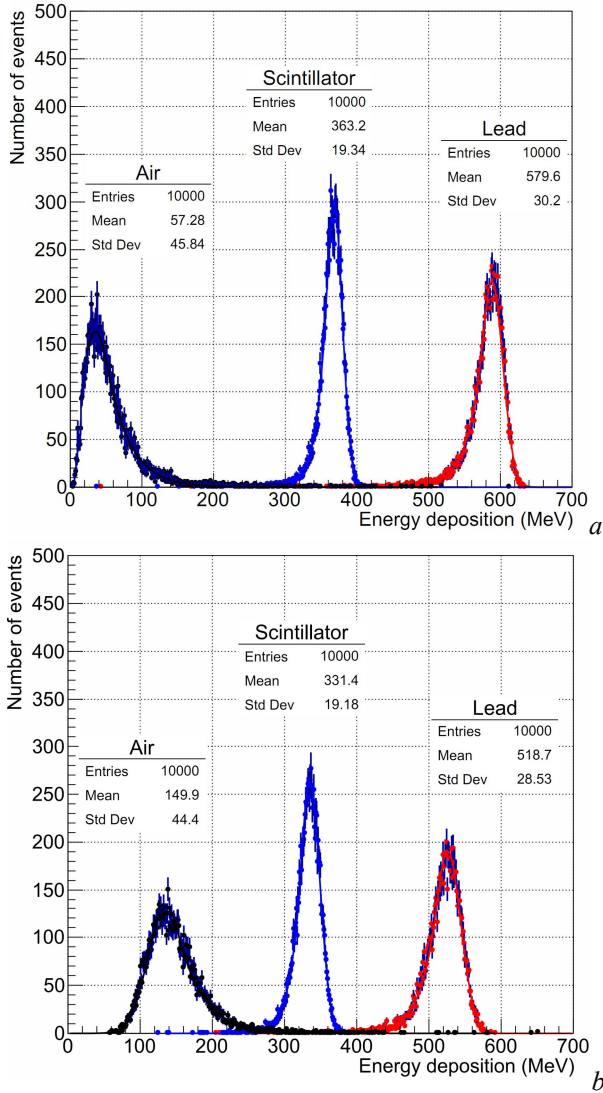 Number of events
500
450
400
350
300
250
200
150
100
50
0
Scintillator
Entries 10000
Mean 363.2
Std Dev 19.34
Lead
Entries 10000
Mean 579.6
Std Dev 30.2
Air
Entries 10000
Mean 57.28
Std Dev 45.84
0 100 200 300 400 500 600 700
Energy deposition (MeV)
a
Number of events
500
450
400
350
300
250
200
150
100
50
0
Scintillator
Entries 10000
Mean 331.4
Std Dev 19.18
Lead
Entries 10000
Mean 518.7
Std Dev 28.53
Air
Entries 10000
Mean 149.9
Std Dev 44.4
0 100 200 300 400 500 600 700
Energy deposition (MeV)
b